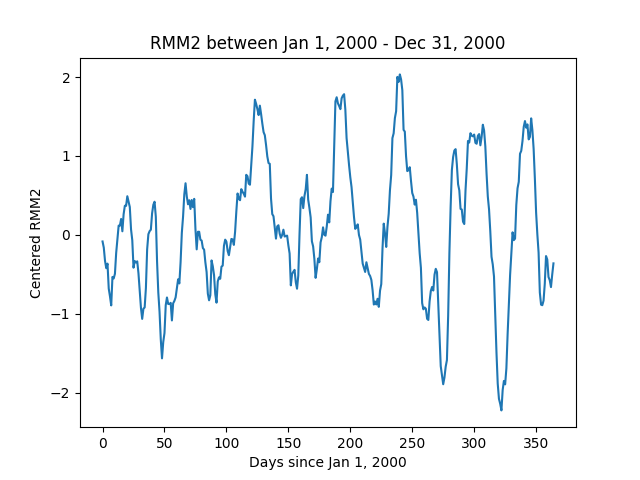 RMM2 between Jan 1, 2000 - Dec 31, 2000
2
1
0
−1
−2
Centered RMM2
0 50 100 150 200 250 300 350
Days since Jan 1, 2000